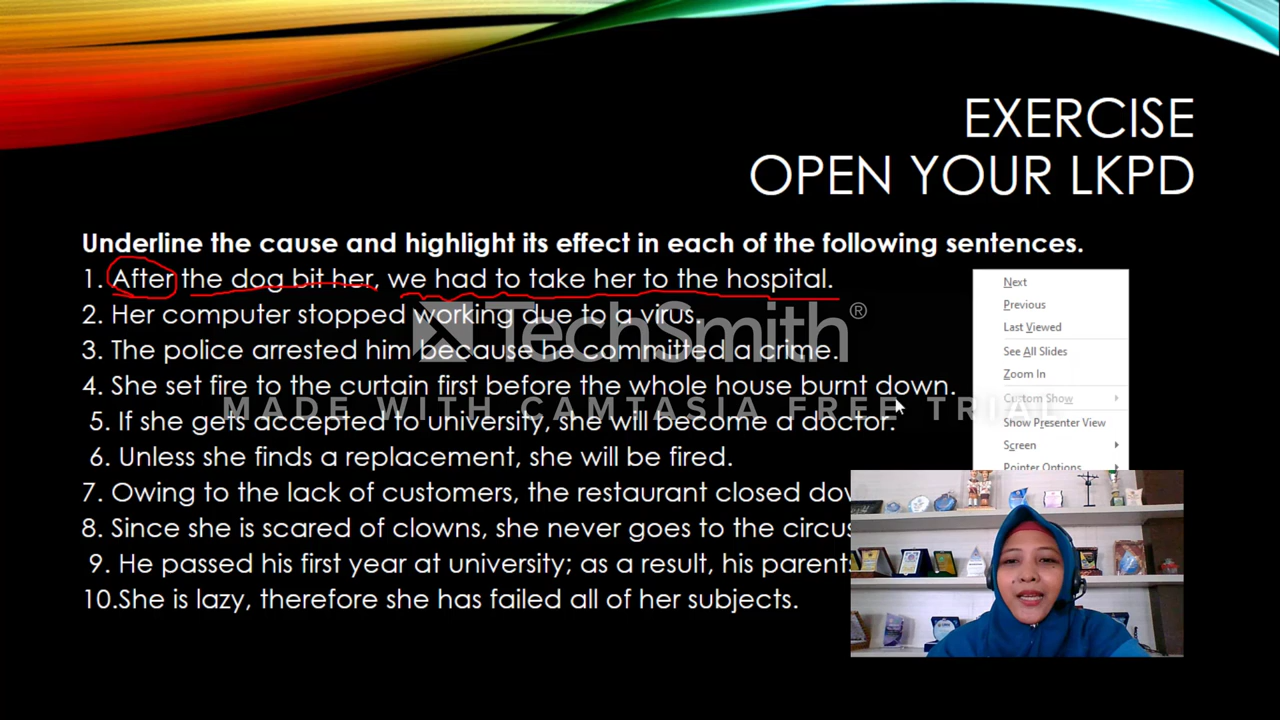 EXERCISE
OPEN YOUR LKPD
Underline the cause and highlight its effect in each of the following sentences.
1. After the dog bit her, we had to take her to the hospital.
2. Her computer stopped working due to a virus.
3. The police arrested him because he committed a crime.
4. She set fire to the curtain first before the whole house burnt down.
5. If she gets accepted to university, she will become a doctor.
6. Unless she finds a replacement, she will be fired.
7. Owing to the lack of customers, the restaurant closed
8. Since she is scared of clowns, she never goes to the circus
9. He passed his first year at university; as a result, his parents
10.She is lazy, therefore she has failed all of her subjects.
TechSmith®
MADE WITH CAMTASIA FREE TRIAL
Next
Previous
Last Viewed
See All Slides
Zoom In
Custom Show
Show Presenter View
Screen
Pointer Options